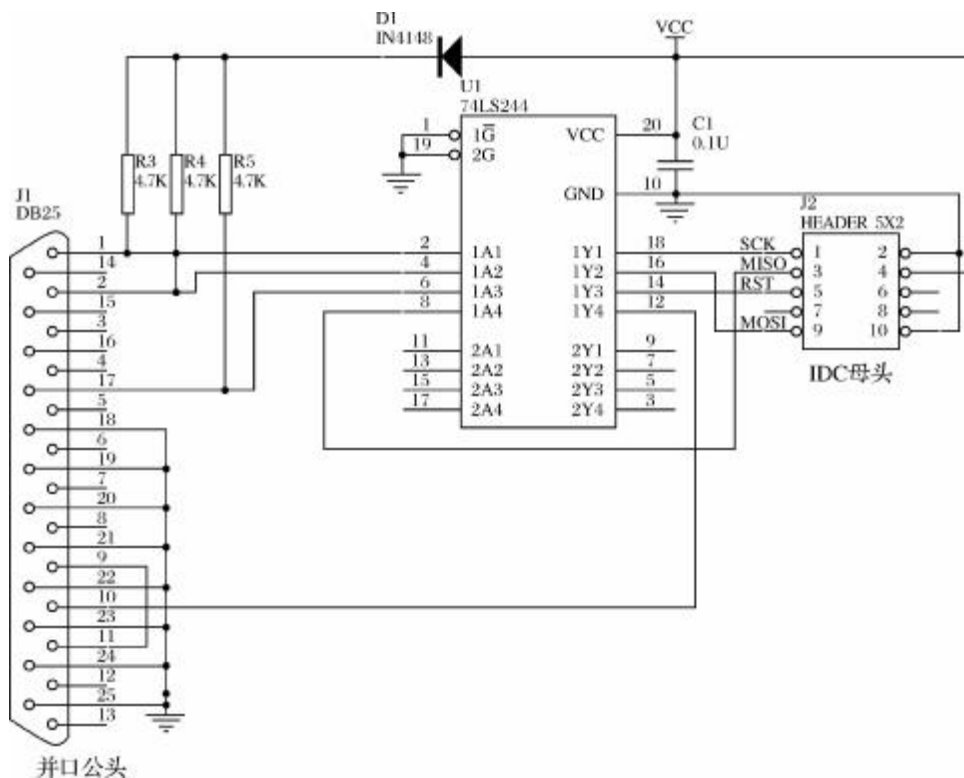 D1
IN4148
VCC
U1
74LS244
1 1G VCC 20
19 2G
C1
0.1U
GND 10
R3
4.7K
R4
4.7K
R5
4.7K
J1
DB25
J2
HEADER 5X2
2 1A1 1Y1 18 SCK 1 2
4 1A2 1Y2 16 MISO 3 4
6 1A3 1Y3 14 RST 5 6
8 1A4 1Y4 12 7 8
MOSI 9 10
11 2A1 2Y1 9
13 2A2 2Y2 7
15 2A3 2Y3 5
17 2A4 2Y4 3
IDC母头
1
14
2
15
3
16
4
17
5
18
6
19
7
20
8
21
9
22
10
23
11
24
12
25
13
并口公头